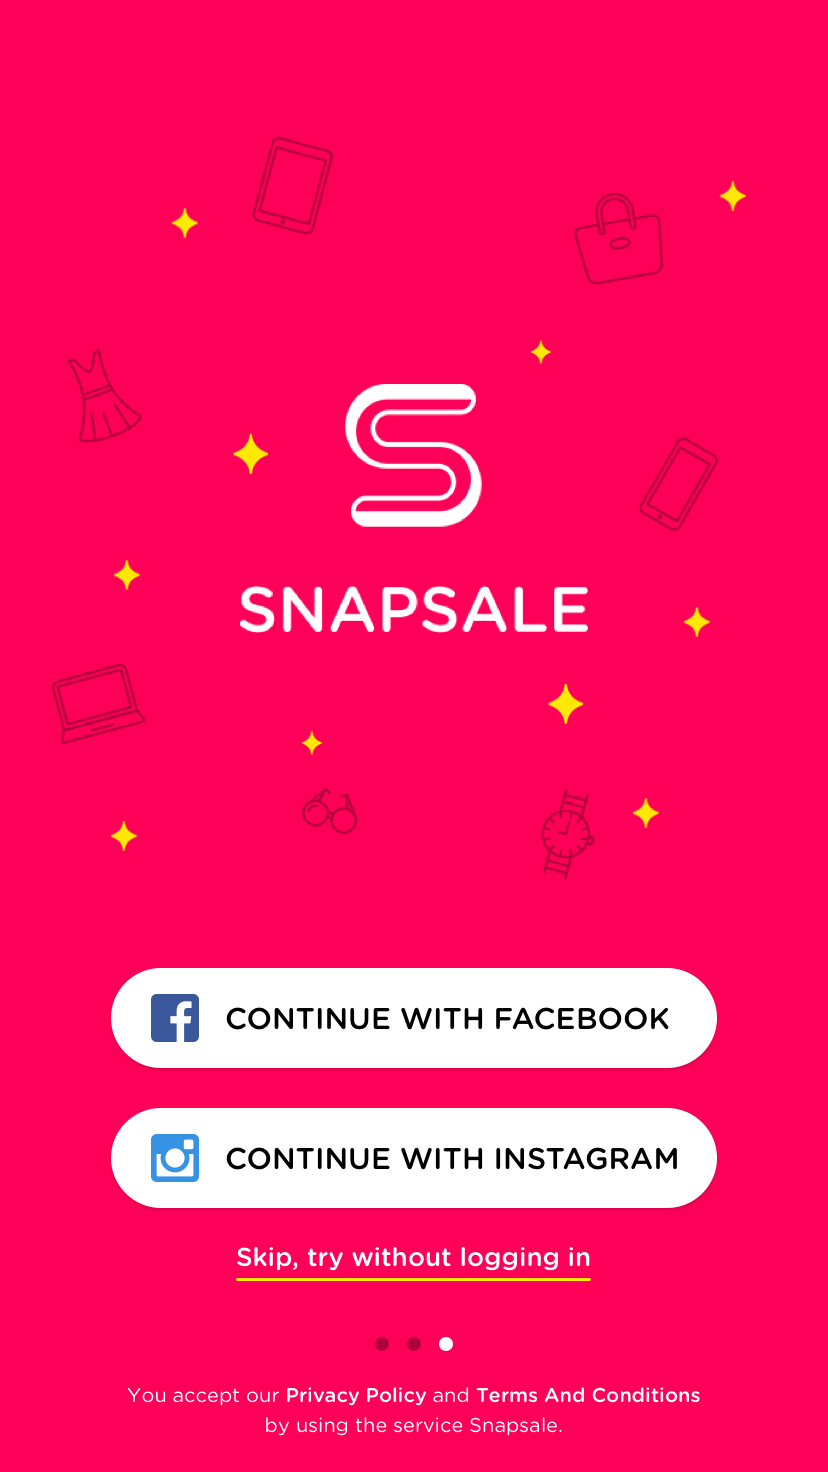 SNAPSALE
CONTINUE WITH FACEBOOK
CONTINUE WITH INSTAGRAM
Skip, try without logging in
You accept our Privacy Policy and Terms And Conditions
by using the service Snapsale.